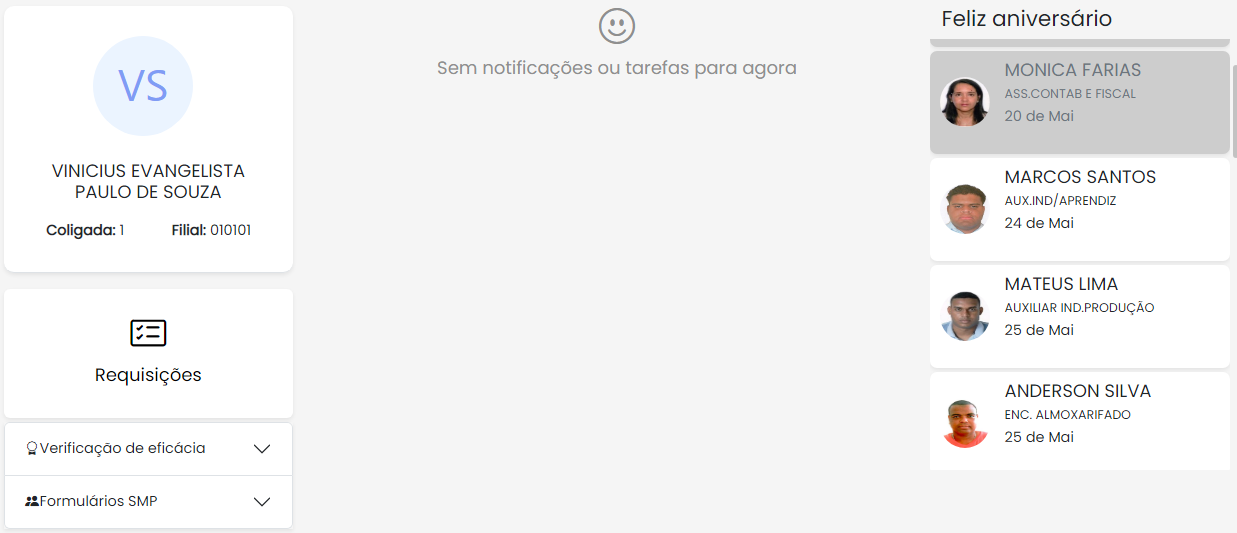 VS
VINICIUS EVANGELISTA
PAULO DE SOUZA
Coligada: 1 Filial: 010101
Requisições
Verificação de eficácia
Formulários SMP
Sem notificações ou tarefas para agora
Feliz aniversário
MONICA FARIAS
ASS.CONTAB E FISCAL
20 de Mai
MARCOS SANTOS
AUX.IND/APRENDIZ
24 de Mai
MATEUS LIMA
AUXILIAR IND.PRODUÇÃO
25 de Mai
ANDERSON SILVA
ENC. ALMOXARIFADO
25 de Mai